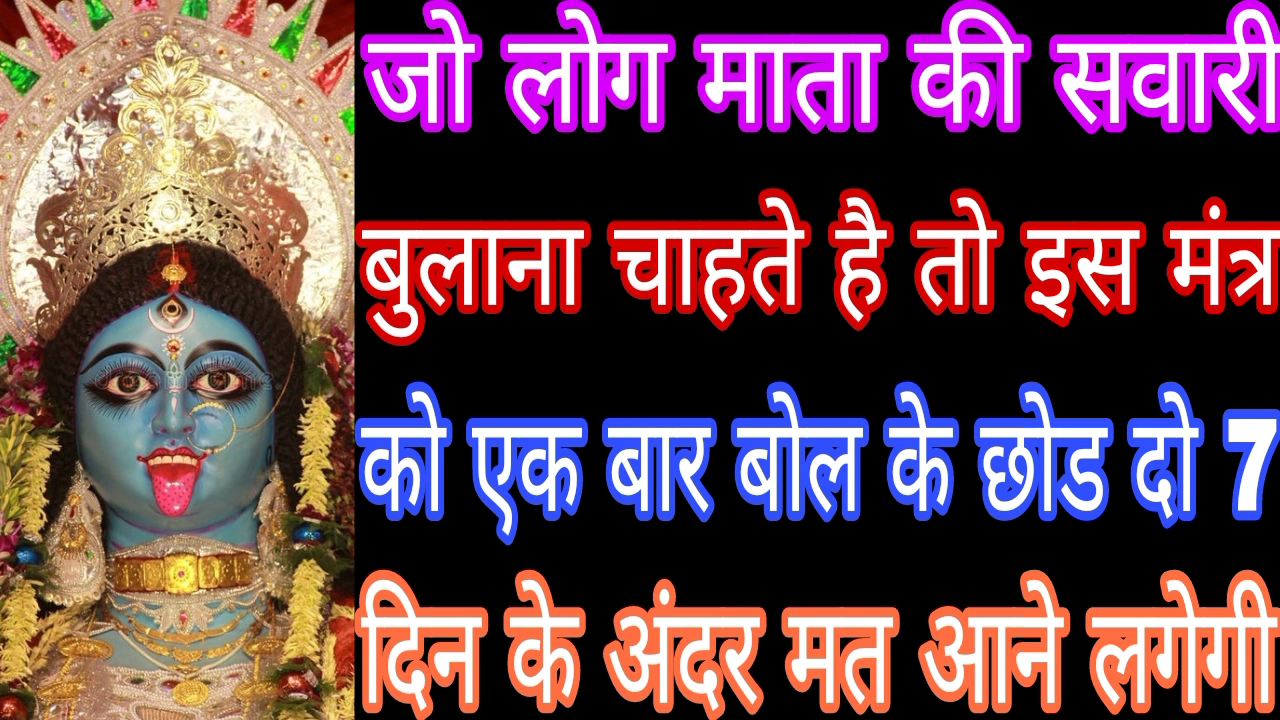 जो लोग माता की सवारी
बुलाना चाहते है तो इस मंत्र
को एक बार बोल के छोड दो 7
दिन के अंदर मत आने लगेगी